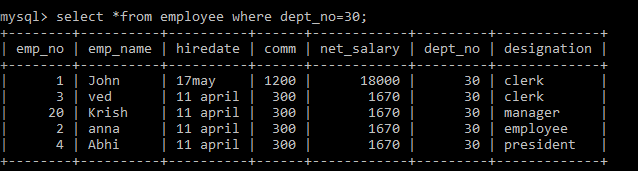 mysql> select *from employee where dept_no=30;
+--------+----------+----------+------+------------+---------+-------------+
| emp_no | emp_name | hiredate | comm | net_salary | dept_no | designation |
+--------+----------+----------+------+------------+---------+-------------+
|      1 | John     | 17may    | 1200 |      18000 |      30 | clerk       |
|      3 | ved      | 11 april |  300 |       1670 |      30 | clerk       |
|     20 | Krish    | 11 april |  300 |       1670 |      30 | manager     |
|      2 | anna     | 11 april |  300 |       1670 |      30 | employee    |
|      4 | Abhi     | 11 april |  300 |       1670 |      30 | president   |
+--------+----------+----------+------+------------+---------+-------------+